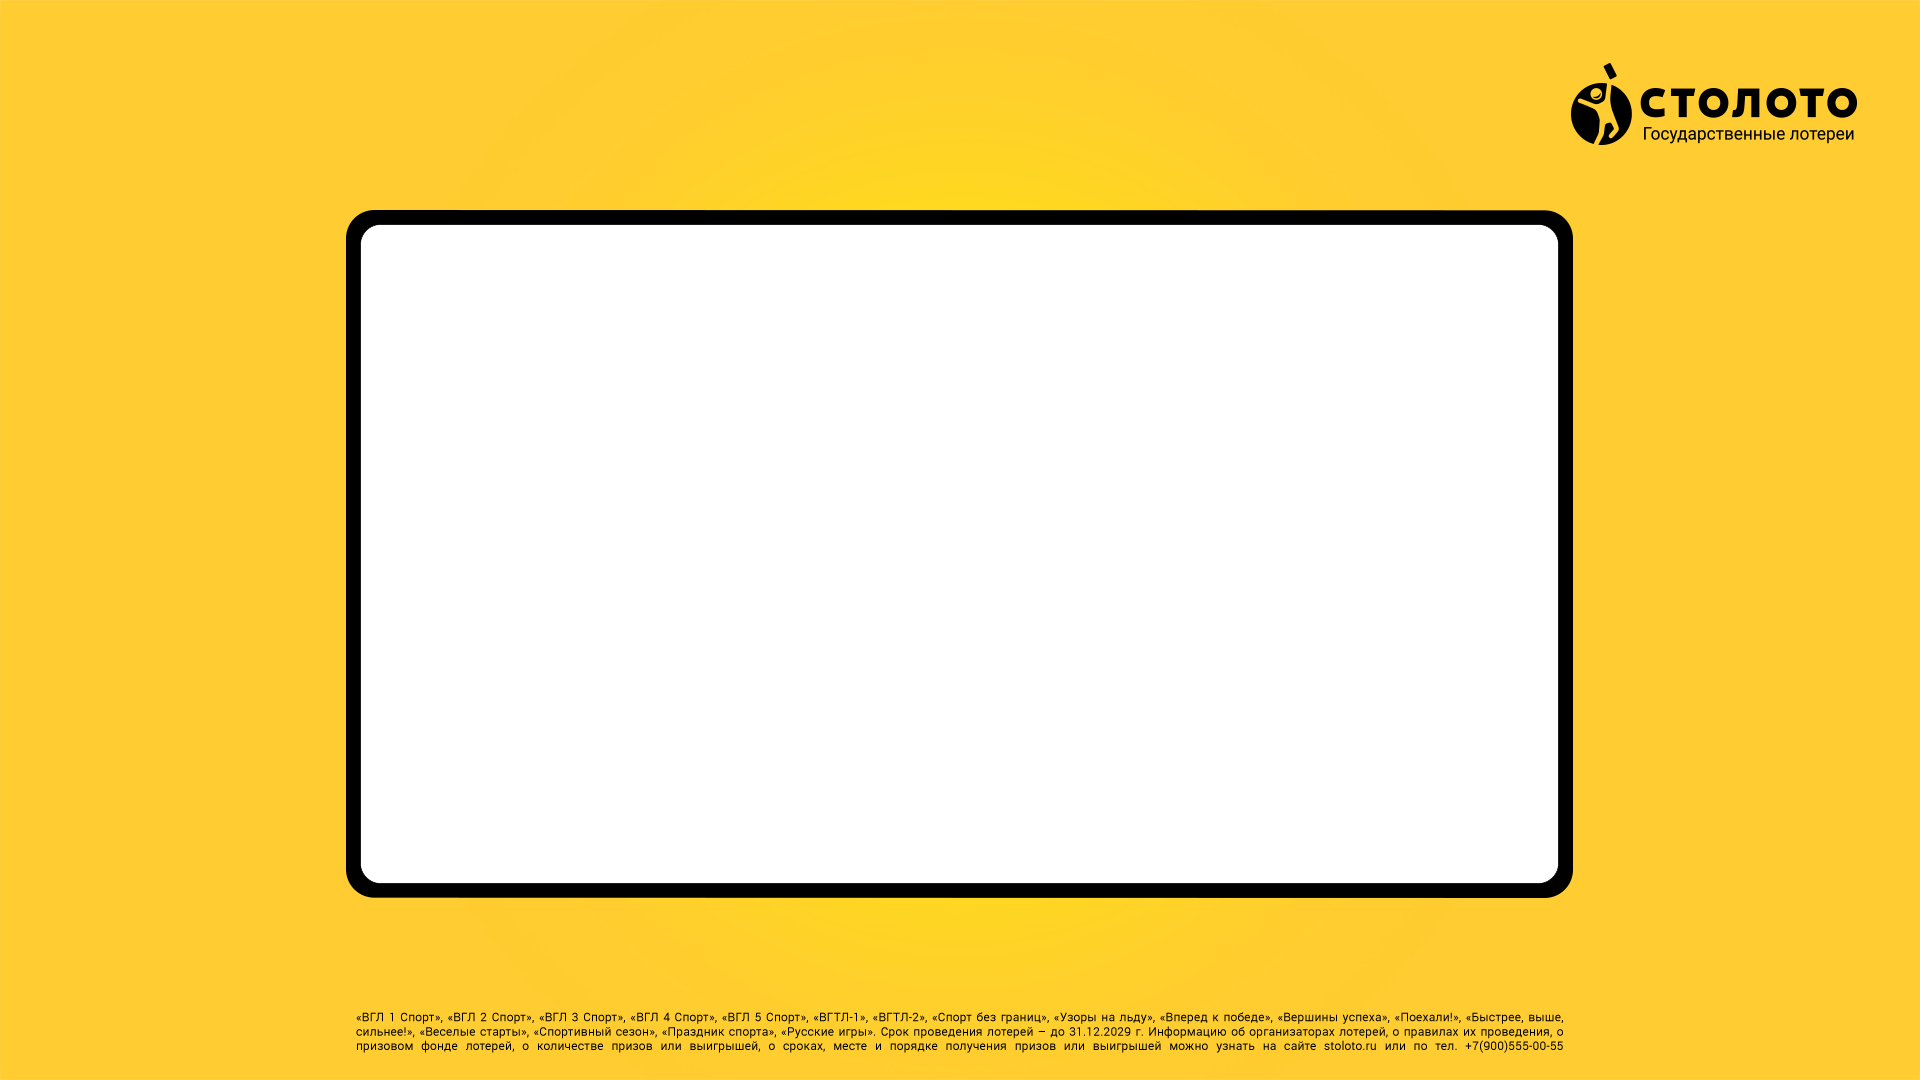 СТОЛОТО
Государственные лотереи
«ВГЛ 1 Спорт», «ВГЛ 2 Спорт», «ВГЛ 3 Спорт», «ВГЛ 4 Спорт», «ВГЛ 5 Спорт», «ВГТЛ-1», «ВГТЛ-2», «Спорт без границ», «Узоры на льду», «Вперед к победе», «Вершины успеха», «Поехали!», «Быстрее, выше,
сильнее!», «Веселые старты», «Спортивный сезон», «Праздник спорта», «Русские игры». Срок проведения лотерей – до 31.12.2029 г. Информацию об организаторах лотерей, о правилах их проведения, о
призовом фонде лотерей, о количестве призов или выигрышей, о сроках, месте и порядке получения призов или выигрышей можно узнать на сайте stoloto.ru или по тел. +7(900)555-00-55